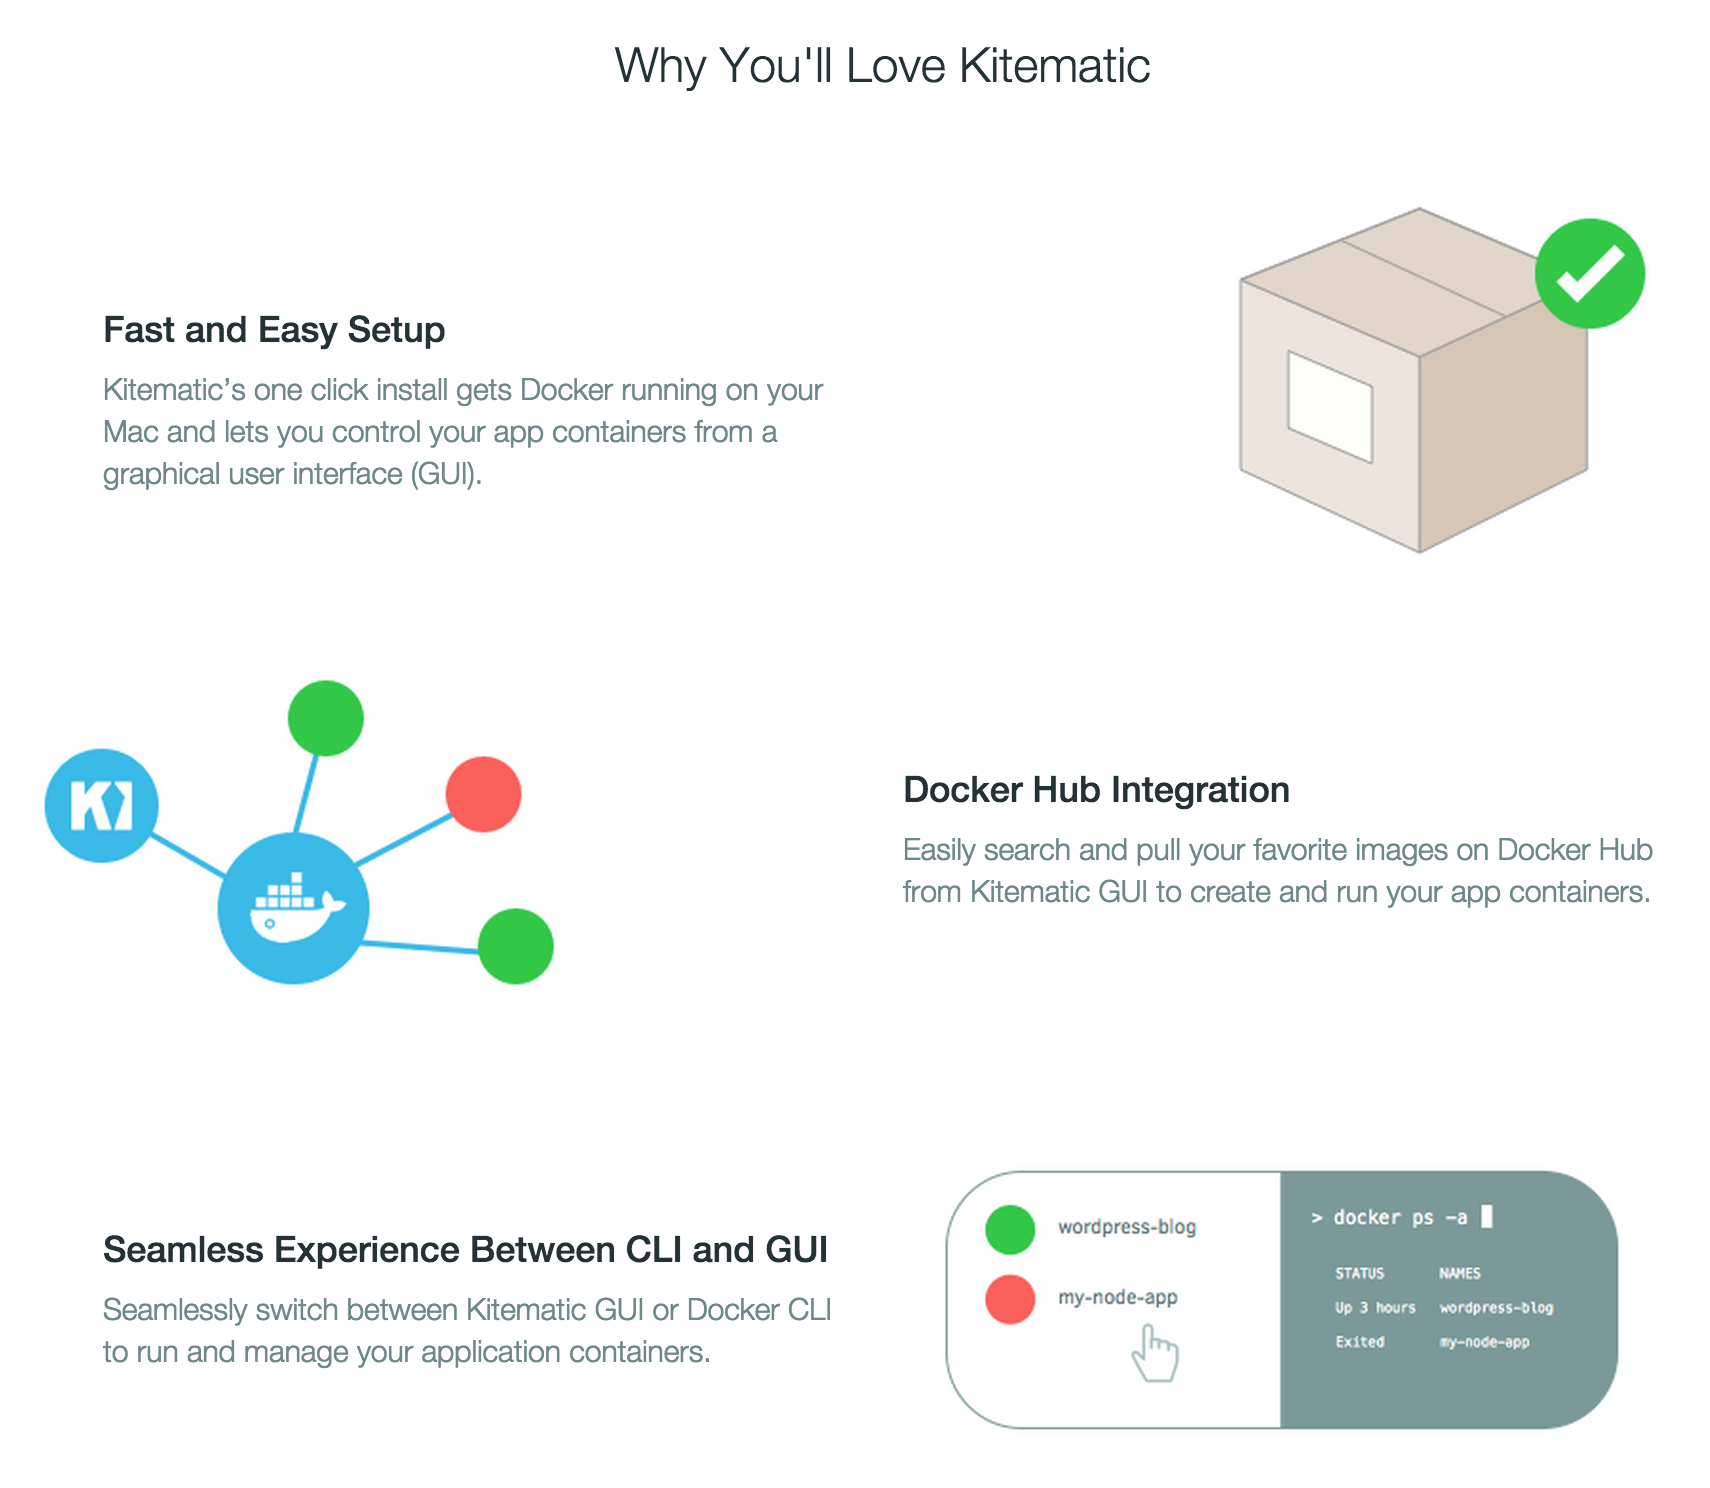 Why You'll Love Kitematic
Fast and Easy Setup
Kitematic’s one click install gets Docker running on your
Mac and lets you control your app containers from a
graphical user interface (GUI).
KI
Docker Hub Integration
Easily search and pull your favorite images on Docker Hub
from Kitematic GUI to create and run your app containers.
Seamless Experience Between CLI and GUI
Seamlessly switch between Kitematic GUI or Docker CLI
to run and manage your application containers.
wordpress-blog
my-node-app
> docker ps -a
STATUS NAMES
Up 3 hours wordpress-blog
Exited my-node-app